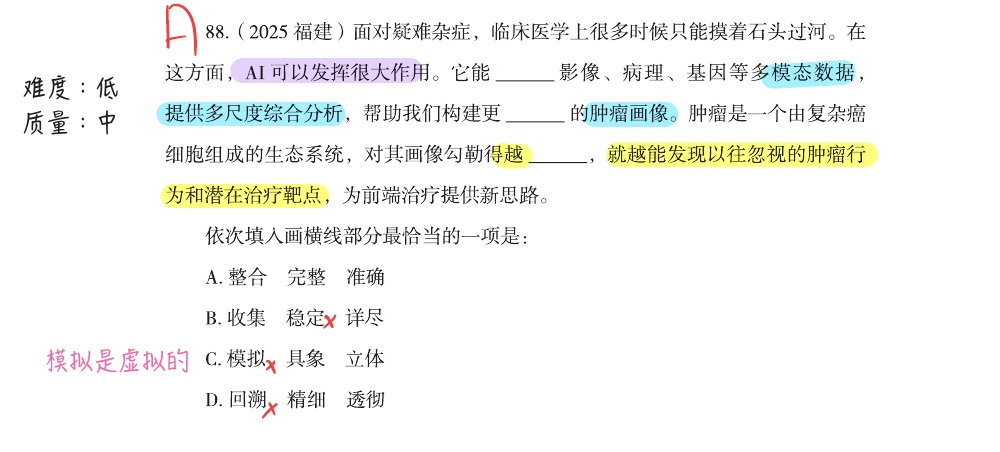 A 88.（2025 福建）面对疑难杂症，临床医学上很多时候只能摸着石头过河。在
这方面，AI 可以发挥很大作用。它能 ______ 影像、病理、基因等多模态数据，
难度：低
提供多尺度综合分析，帮助我们构建更 ______ 的肿瘤画像。肿瘤是一个由复杂癌
质量：中
细胞组成的生态系统，对其画像勾勒得越 ______，就越能发现以往忽视的肿瘤行
为和潜在治疗靶点，为前端治疗提供新思路。
依次填入画横线部分最恰当的一项是：
A. 整合 完整 准确
B. 收集 稳定× 详尽
模拟是虚拟的 C. 模拟× 具象 立体
D. 回溯× 精细 透彻